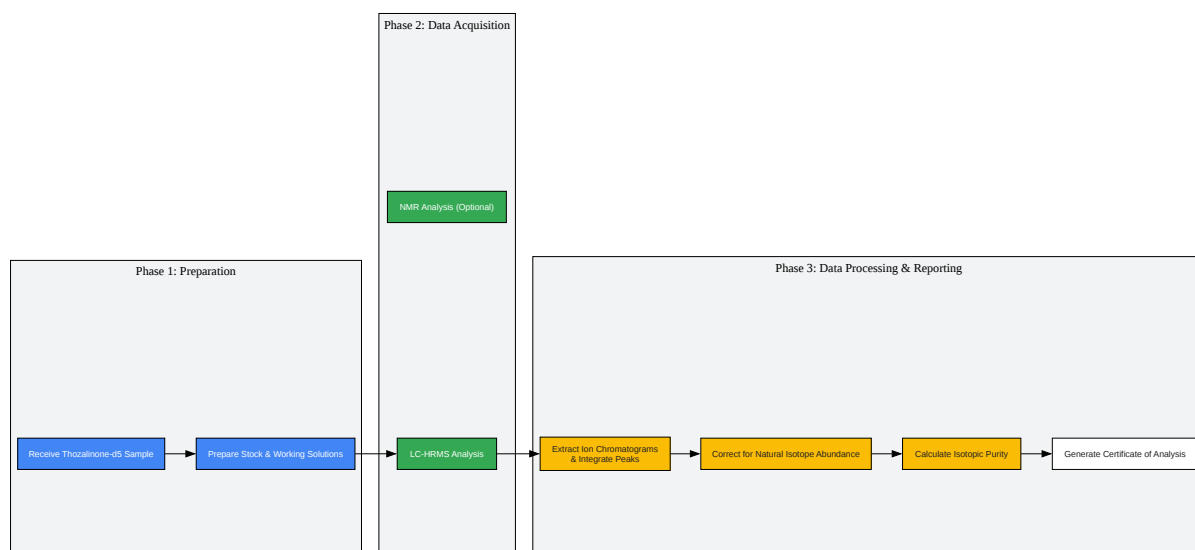 Phase 2: Data Acquisition
NMR Analysis (Optional)
Phase 1: Preparation
Phase 3: Data Processing & Reporting
Receive Thozalinone-d5 Sample
Prepare Stock & Working Solutions
LC-HRMS Analysis
Extract Ion Chromatograms
& Integrate Peaks
Correct for Natural Isotope Abundance
Calculate Isotopic Purity
Generate Certificate of Analysis